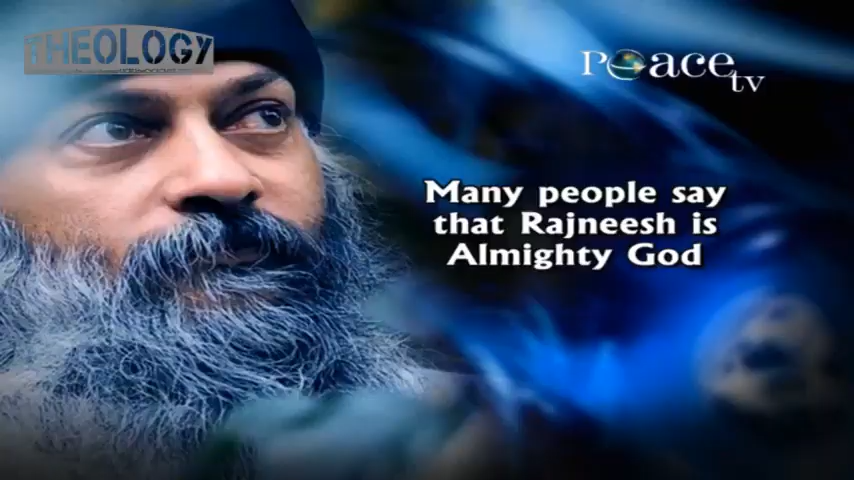 THEOLOGY
Peace
tv
Many people say
that Rajneesh is
Almighty God